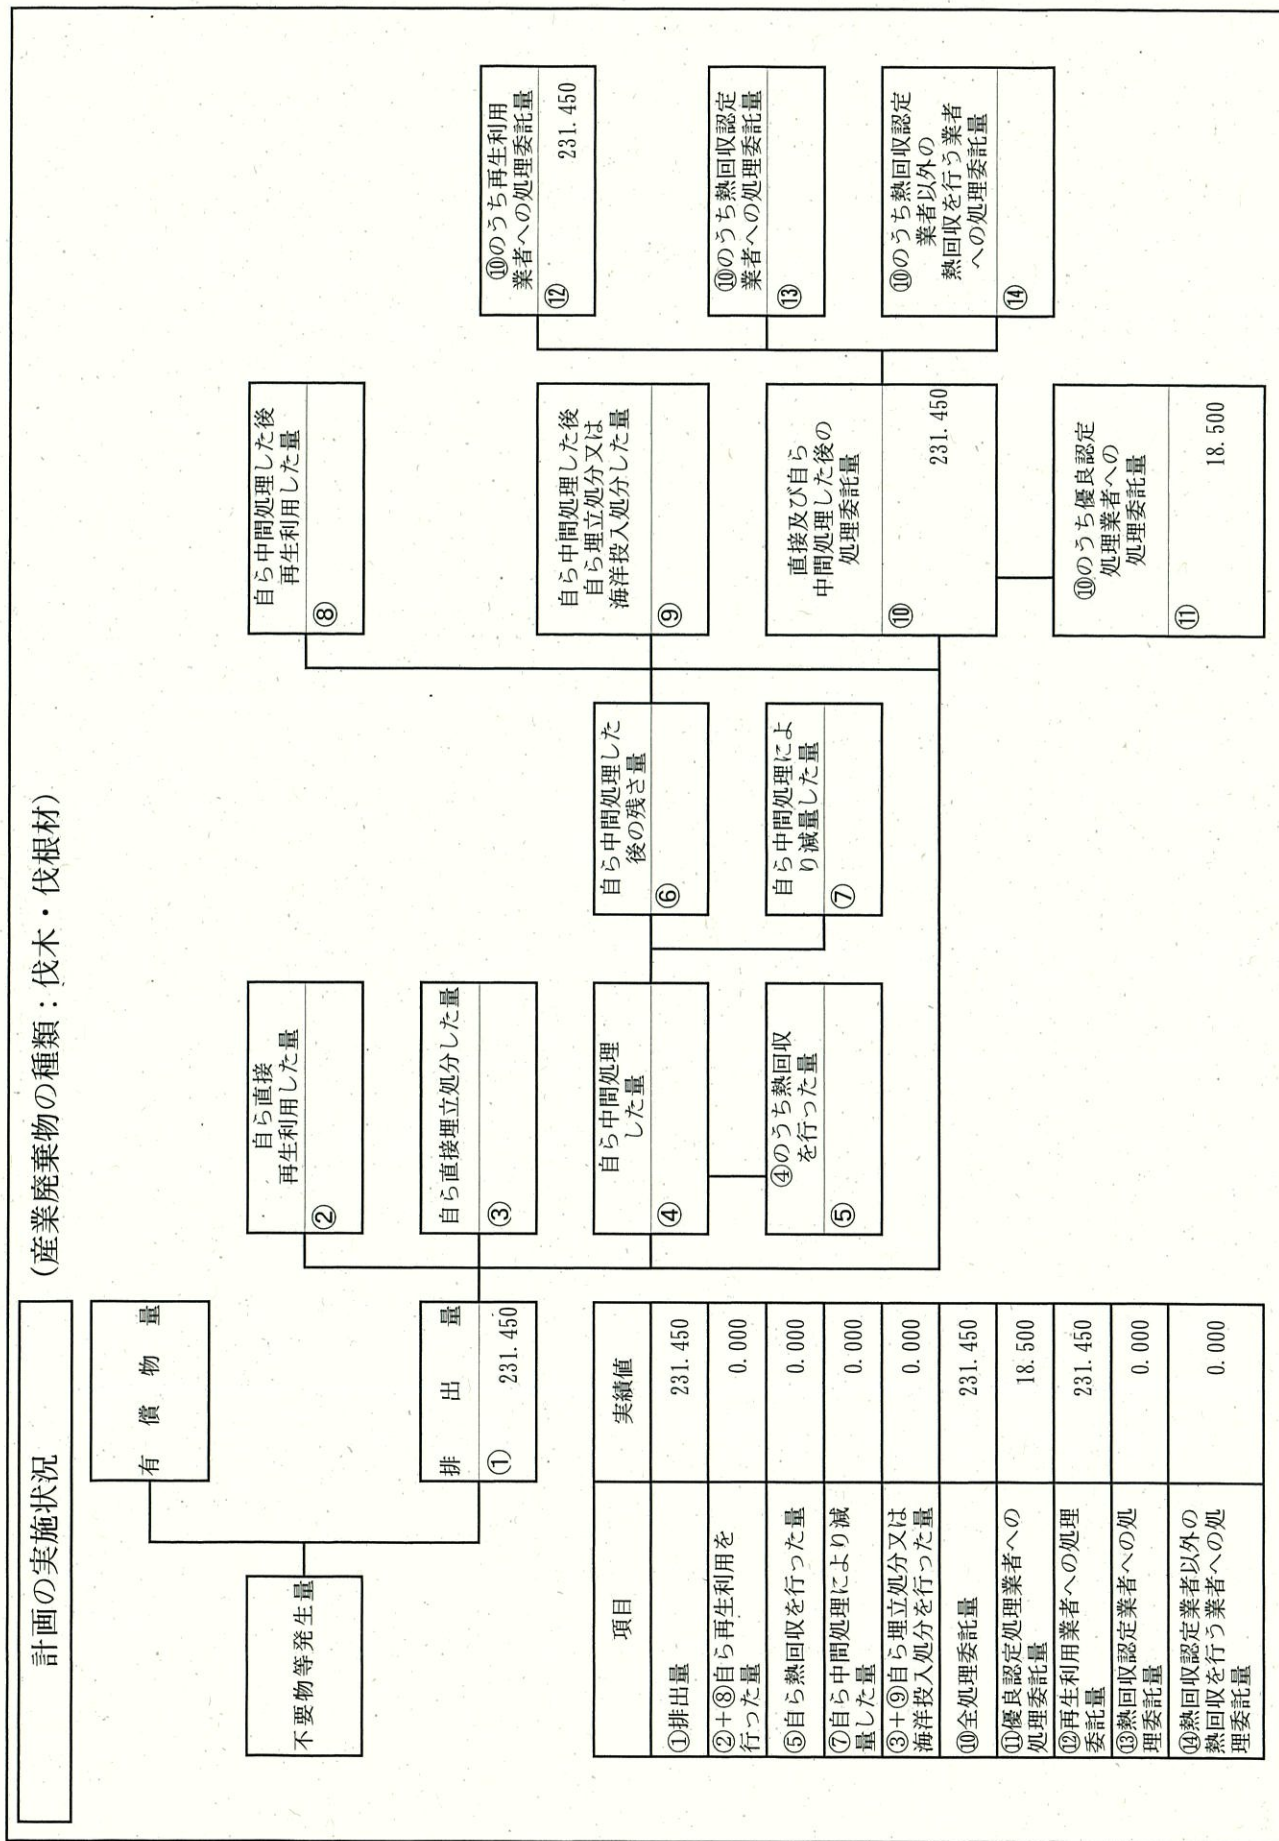 計画の実施状況
(産業廃棄物の種類：伐木・伐根材)
不要物等発生量
有償物量
排出量
① 231.450
自ら直接
再生利用した量
②
自ら直接埋立処分した量
③
自ら中間処理
した量
④
④のうち熱回収
を行った量
⑤
自ら中間処理した
後の残さ量
⑥
自ら中間処理によ
り減量した量
⑦
自ら中間処理した後
再生利用した量
⑧
自ら中間処理した後
自ら埋立処分又は
海洋投入処分した量
⑨
直接及び自ら
中間処理した後の
処理委託量
⑩ 231.450
⑩のうち優良認定
処理業者への
処理委託量
⑪ 18.500
⑩のうち再生利用
業者への処理委託量
⑫ 231.450
⑩のうち熱回収認定
業者への処理委託量
⑬
⑩のうち熱回収認定
業者以外の
熱回収を行う業者
への処理委託量
⑭
項目 実績値
①排出量 231.450
②+⑧自ら再生利用を
行った量 0.000
⑤自ら熱回収を行った量 0.000
⑦自ら中間処理により減
量した量 0.000
③+⑨自ら埋立処分又は
海洋投入処分を行った量 0.000
⑩全処理委託量 231.450
⑪優良認定処理業者への
処理委託量 18.500
⑫再生利用業者への処理
委託量 231.450
⑬熱回収認定業者への処
理委託量 0.000
⑭熱回収認定業者以外の
熱回収を行う業者への処
理委託量 0.000